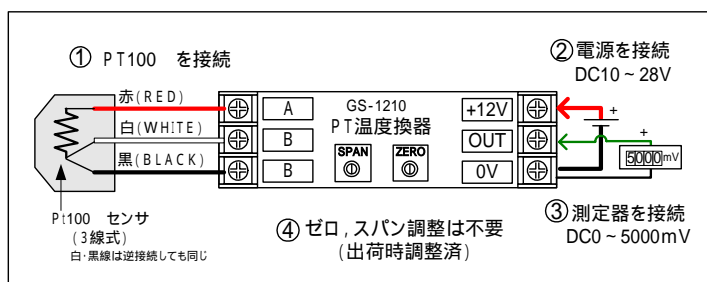 ① PT100 を接続
赤(RED)
白(WHITE)
黒(BLACK)
Pt100 センサ
(3線式)
白・黒線は逆接続しても同じ
A
B
B
GS-1210
PT温度換器
SPAN
ZERO
+12V
OUT
0V
② 電源を接続
DC10~28V
+
+
5000mV
③ 測定器を接続
DC0~5000mV
④ ゼロ,スパン調整は不要
(出荷時調整済)